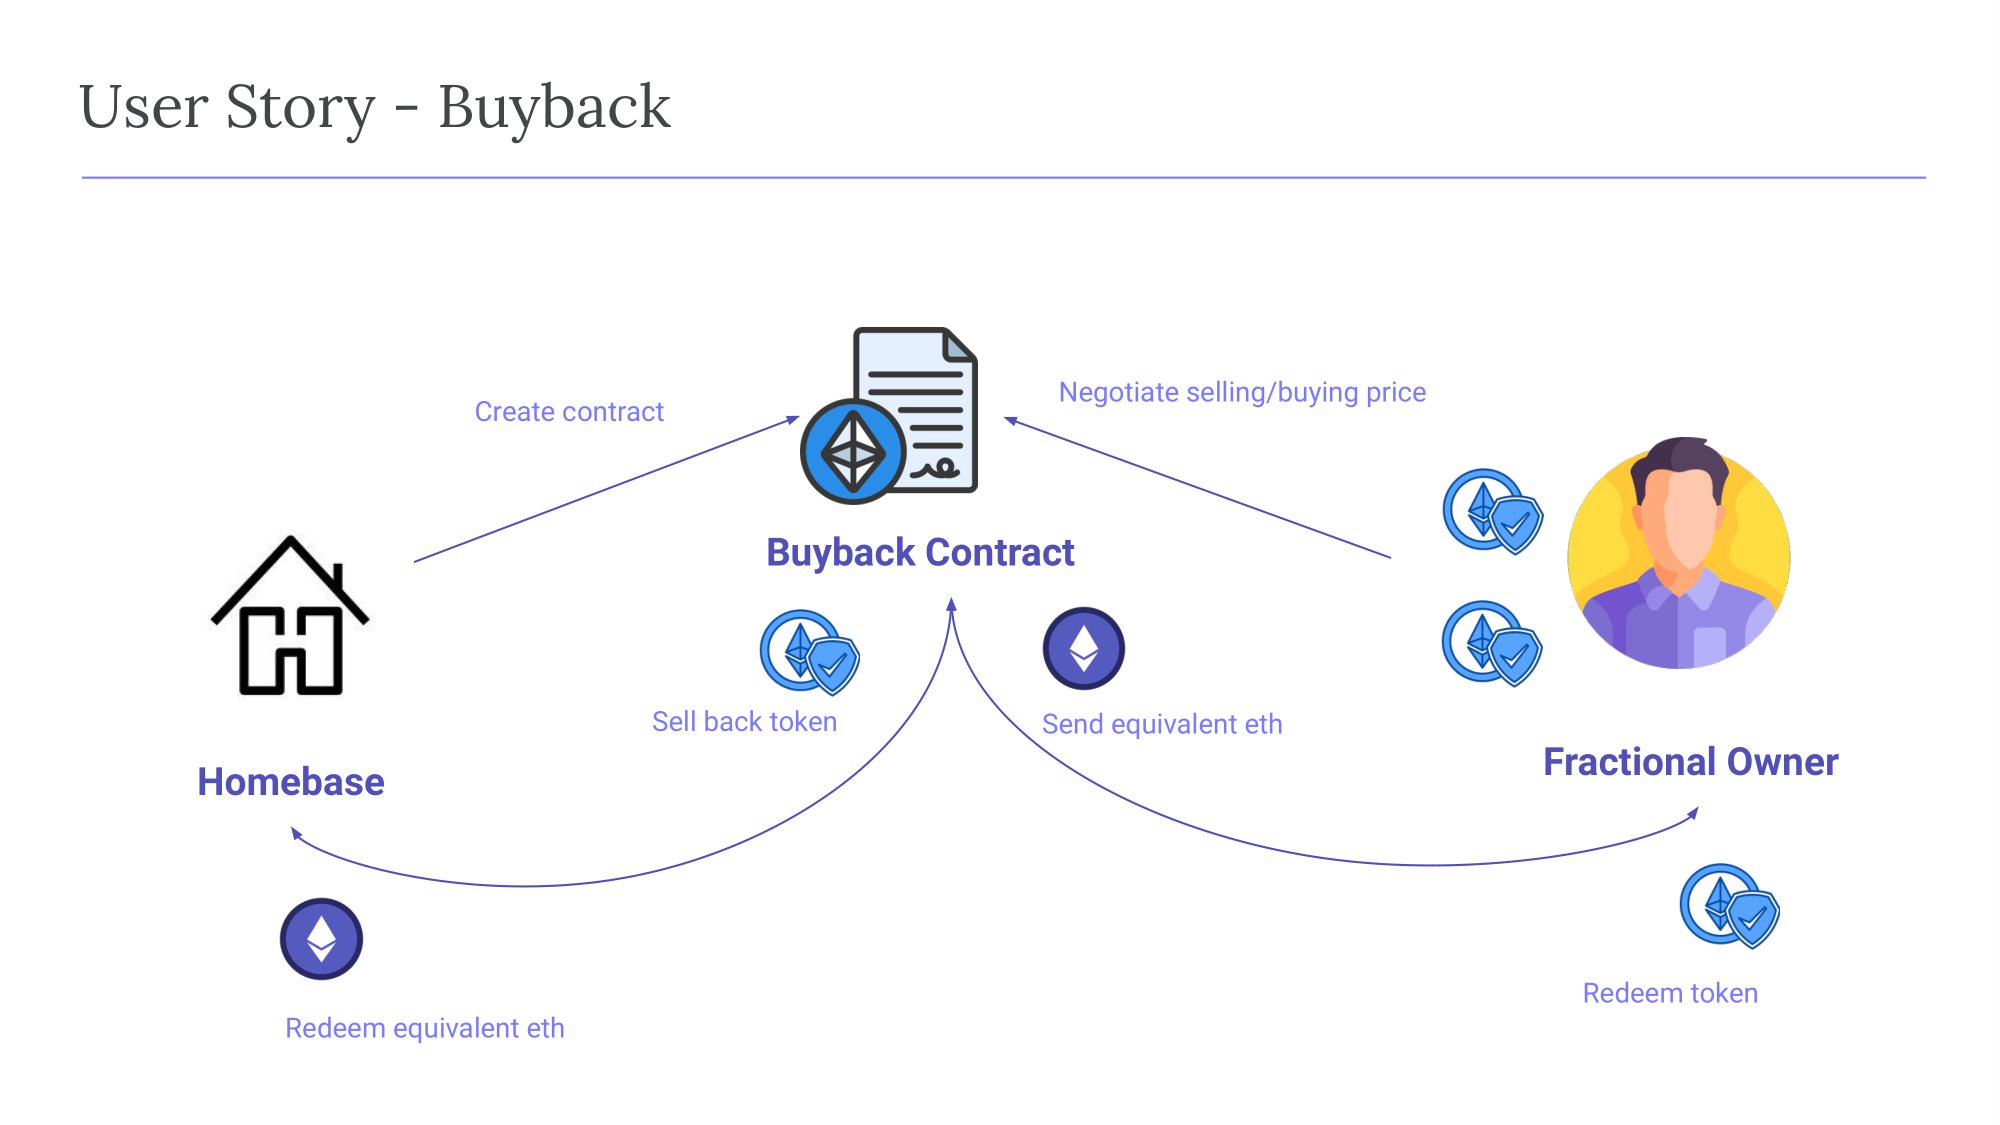 User Story - Buyback
Create contract
Negotiate selling/buying price
Buyback Contract
Sell back token
Send equivalent eth
Homebase
Fractional Owner
Redeem equivalent eth
Redeem token